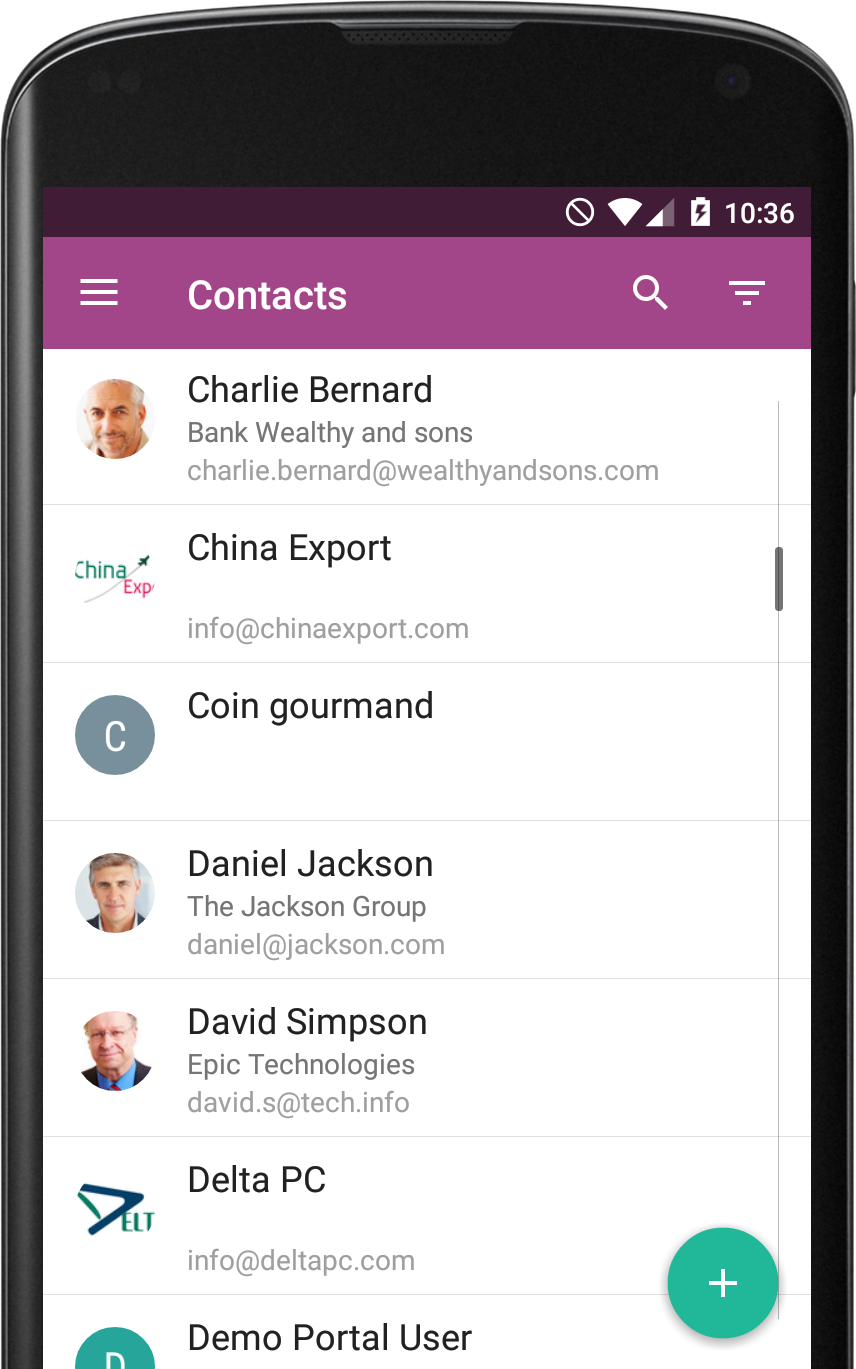 10:36
Contacts
Charlie Bernard
Bank Wealthy and sons
charlie.bernard@wealthyandsons.com
China Export
China
Exp
info@chinaexport.com
Coin gourmand
C
Daniel Jackson
The Jackson Group
daniel@jackson.com
David Simpson
Epic Technologies
david.s@tech.info
Delta PC
ELT
info@deltapc.com
Demo Portal User
D